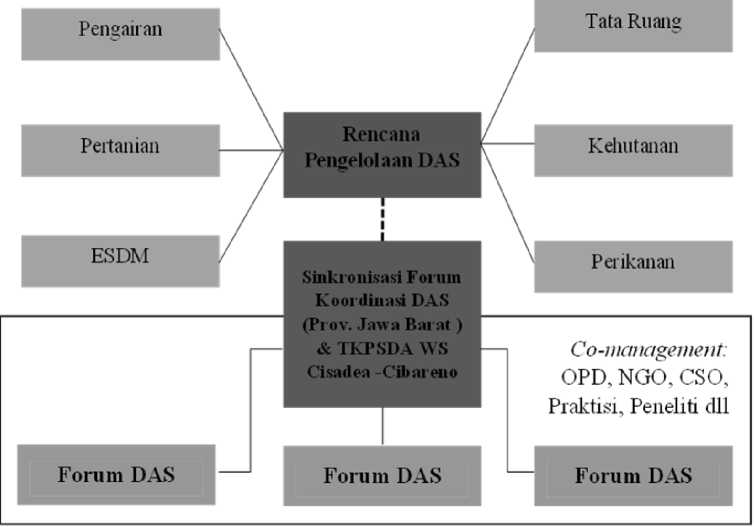 Pengairan
Tata Ruang
Rencana
Pengelolaan DAS
Pertanian
Kehutanan
ESDM
Perikanan
Sinkronisasi Forum
Koordinasi DAS
(Prov. Jawa Barat )
& TKPSDA WS
Cisadea -Cibareno
Co-management:
OPD, NGO, CSO,
Praktisi, Peneliti dll
Forum DAS
Forum DAS
Forum DAS